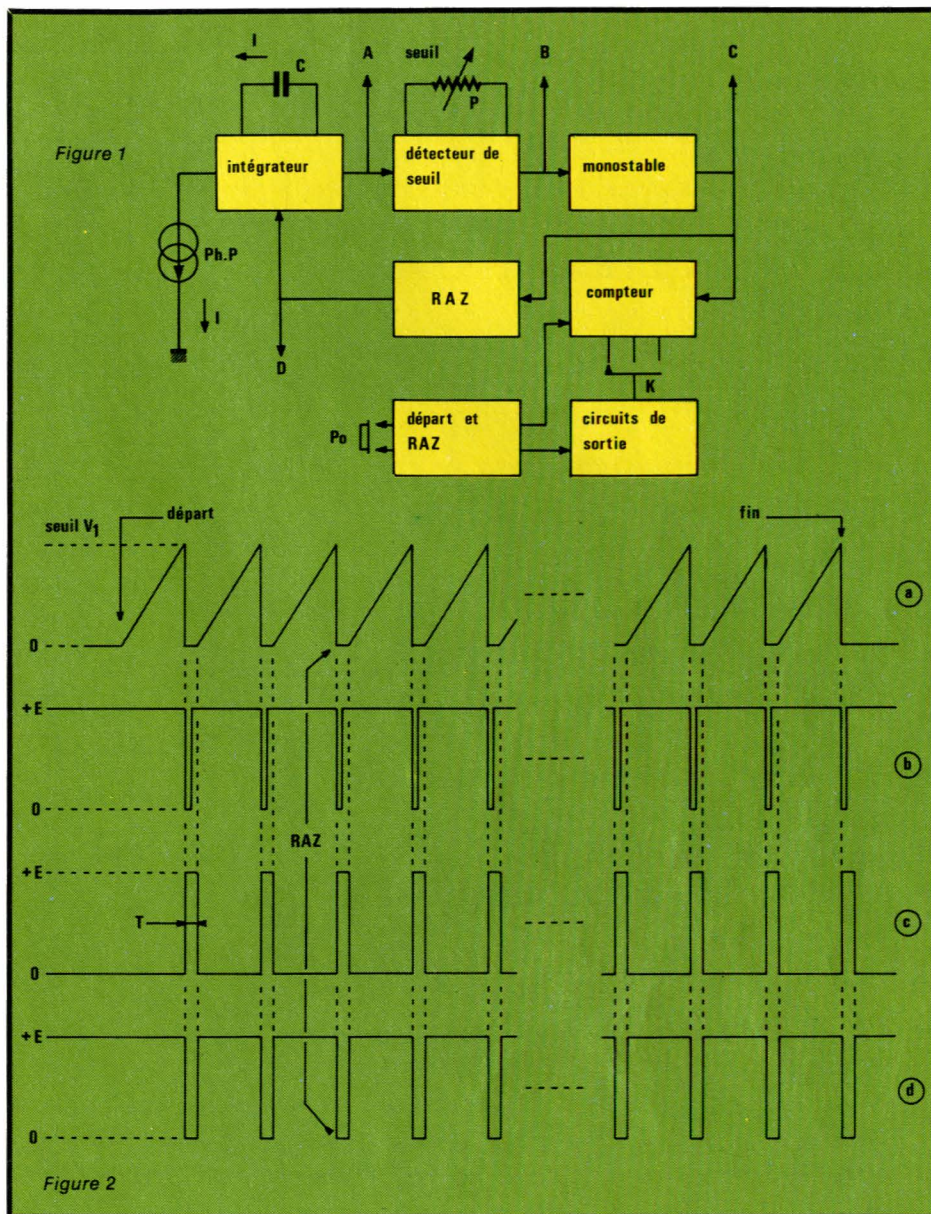 Figure 1
I
C
A
seuil
P
B
C
intégrateur
détecteur de
seuil
monostable
Ph.P
I
D
RAZ
compteur
K
Po
départ et
RAZ
circuits de
sortie
départ
seuil V1
fin
a
0
+E
b
0
RAZ
+E
T
c
0
+E
d
0
Figure 2